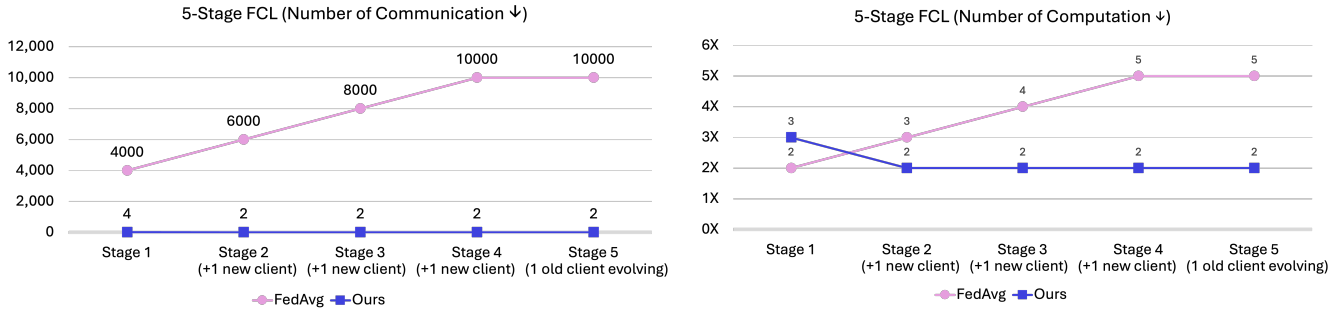 5-Stage FCL (Number of Communication ↓)
12,000
10,000
8,000
6,000
4,000
2,000
0
4000
6000
8000
10000
10000
4
2
2
2
2
Stage 1
Stage 2
(+1 new client)
Stage 3
(+1 new client)
Stage 4
(+1 new client)
Stage 5
(1 old client evolving)
FedAvg
Ours
5-Stage FCL (Number of Computation ↓)
6X
5X
4X
3X
2X
1X
0X
3
2
3
2
4
2
5
2
5
2
Stage 1
Stage 2
(+1 new client)
Stage 3
(+1 new client)
Stage 4
(+1 new client)
Stage 5
(1 old client evolving)
FedAvg
Ours